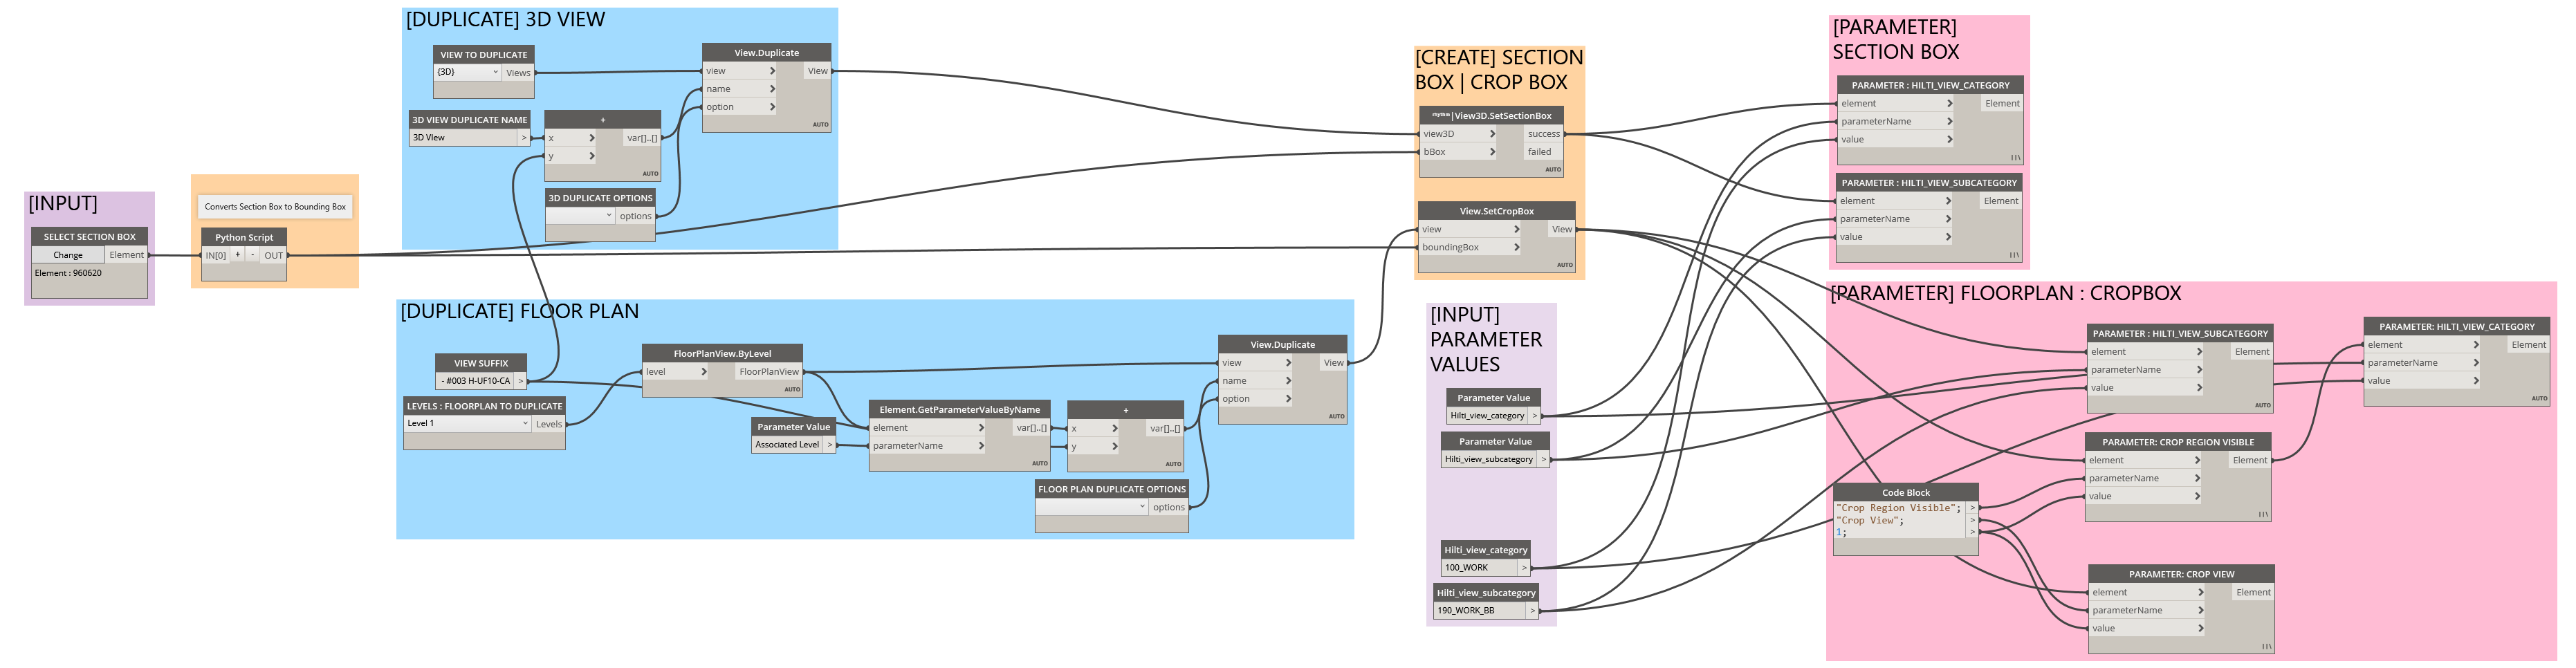 [INPUT]
SELECT SECTION BOX
Change
Element
Element : 960620
Converts Section Box to Bounding Box
Python Script
IN[0]
+
-
OUT
[DUPLICATE] 3D VIEW
VIEW TO DUPLICATE
{3D}
Views
3D VIEW DUPLICATE NAME
3D View
>
+
x
var[]..[]
y
AUTO
3D DUPLICATE OPTIONS
options
View.Duplicate
view
View
name
option
AUTO
[DUPLICATE] FLOOR PLAN
VIEW SUFFIX
- #003 H-UF10-CA
>
LEVELS : FLOORPLAN TO DUPLICATE
Level 1
Levels
FloorPlanView.ByLevel
level
FloorPlanView
AUTO
Parameter Value
Associated Level
>
Element.GetParameterValueByName
element
var[]..[]
parameterName
AUTO
+
x
var[]..[]
y
AUTO
FLOOR PLAN DUPLICATE OPTIONS
options
View.Duplicate
view
View
name
option
AUTO
[CREATE] SECTION
BOX | CROP BOX
rhythm|View3D.SetSectionBox
view3D
success
bBox
failed
AUTO
View.SetCropBox
view
View
boundingBox
AUTO
[INPUT]
PARAMETER
VALUES
Parameter Value
Hilti_view_category
>
Parameter Value
Hilti_view_subcategory
>
Hilti_view_category
100_WORK
>
Hilti_view_subcategory
190_WORK_BB
>
[PARAMETER]
SECTION BOX
PARAMETER : HILTI_VIEW_CATEGORY
element
Element
parameterName
value
PARAMETER : HILTI_VIEW_SUBCATEGORY
element
Element
parameterName
value
[PARAMETER] FLOORPLAN : CROPBOX
PARAMETER : HILTI_VIEW_SUBCATEGORY
element
Element
parameterName
value
AUTO
PARAMETER: HILTI_VIEW_CATEGORY
element
Element
parameterName
value
AUTO
PARAMETER: CROP REGION VISIBLE
element
Element
parameterName
value
Code Block
"Crop Region Visible";
>
"Crop View";
>
1;
>
PARAMETER: CROP VIEW
element
Element
parameterName
value